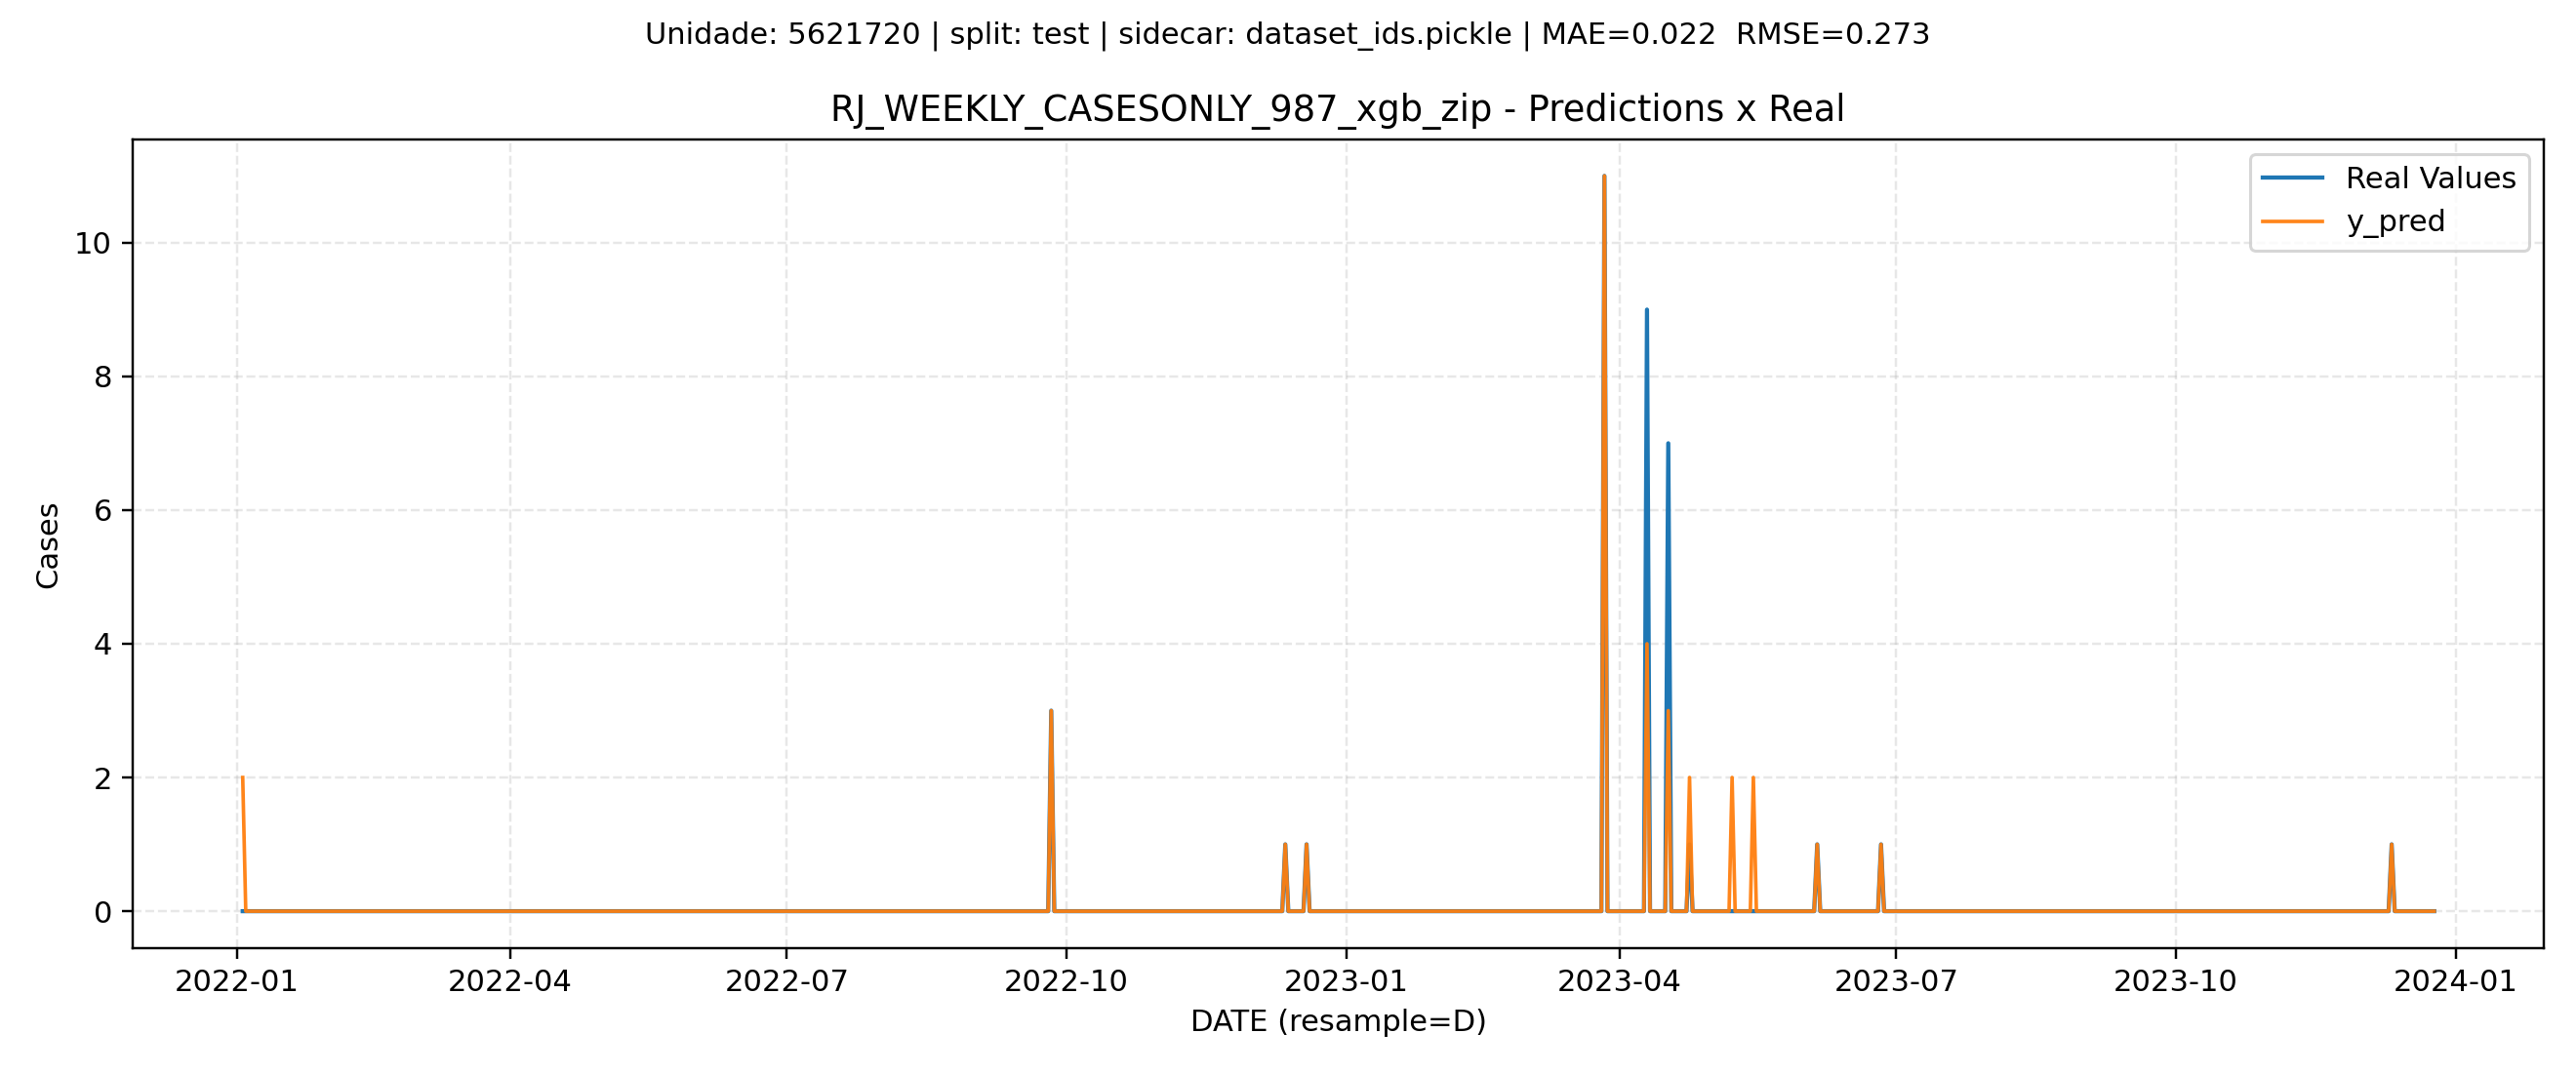 Unidade: 5621720 | split: test | sidecar: dataset_ids.pickle | MAE=0.022  RMSE=0.273
RJ_WEEKLY_CASESONLY_987_xgb_zip - Predictions x Real
Real Values
y_pred
Cases
10
8
6
4
2
0
2022-01
2022-04
2022-07
2022-10
2023-01
2023-04
2023-07
2023-10
2024-01
DATE (resample=D)